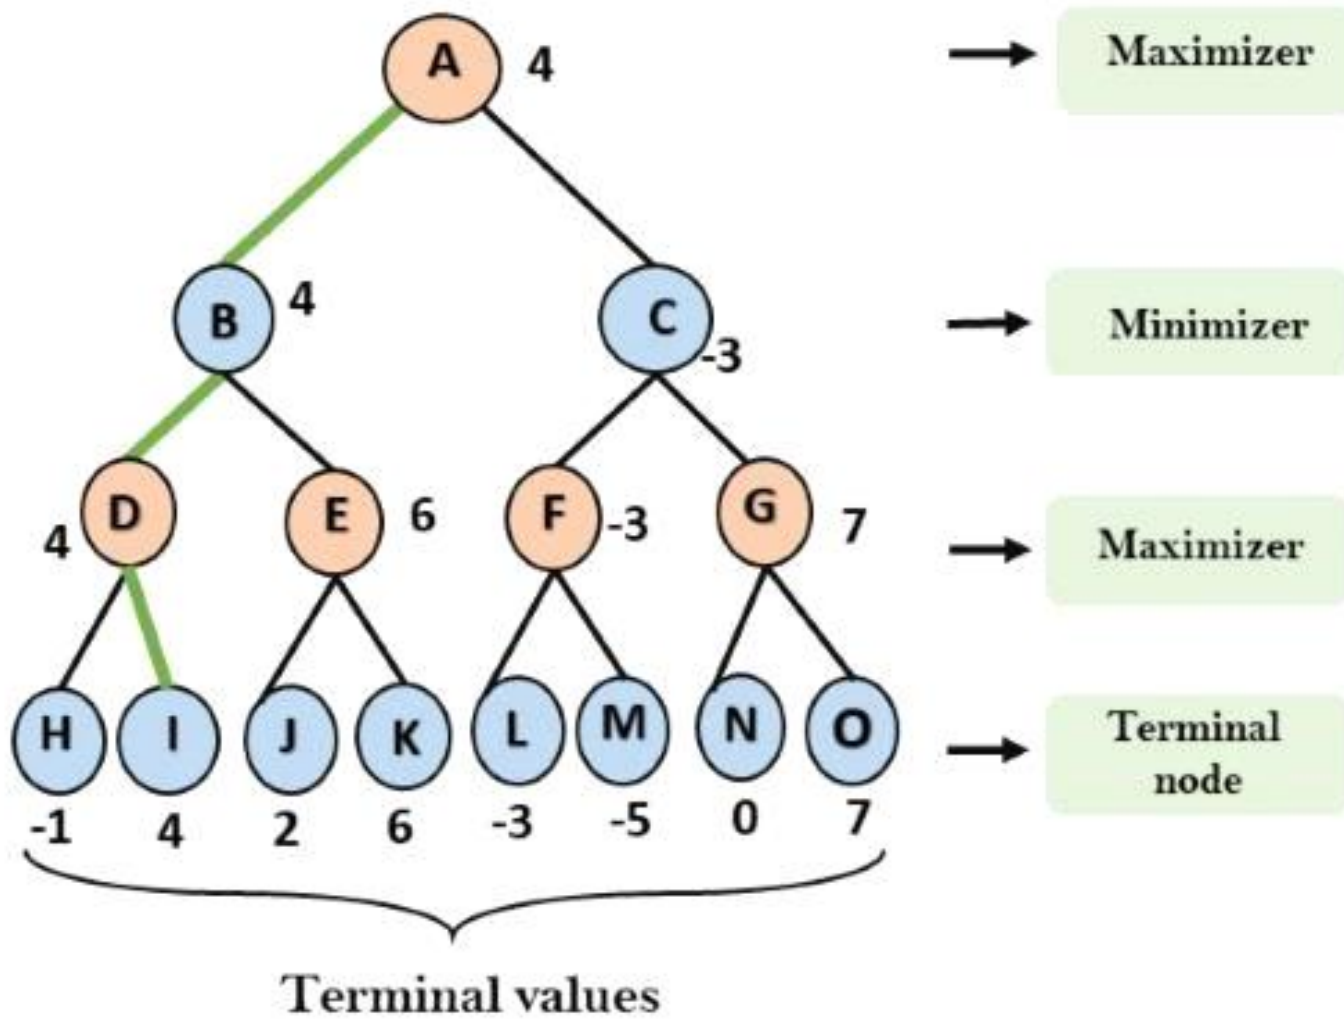 A 4
Maximizer
B 4
C -3
Minimizer
4 D
E 6
F -3
G 7
Maximizer
H I J K L M N O
Terminal
node
-1 4 2 6 -3 -5 0 7
Terminal values